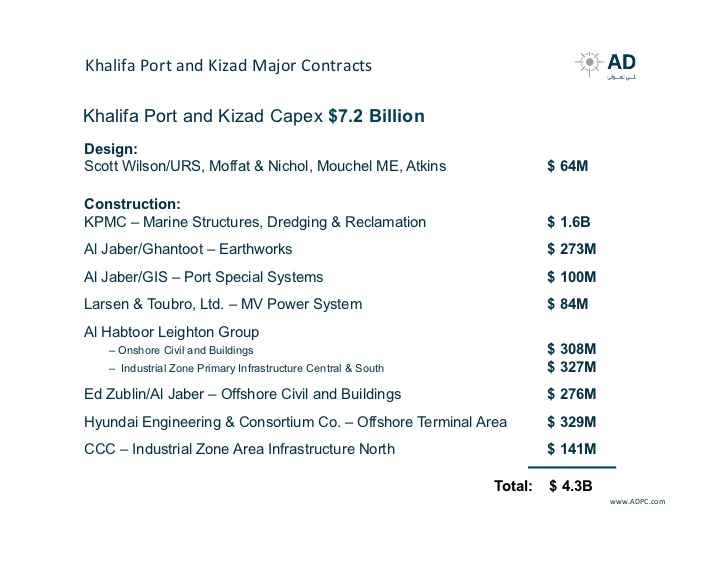 Khalifa Port and Kizad Major Contracts
AD
Khalifa Port and Kizad Capex $7.2 Billion
Design:
Scott Wilson/URS, Moffat & Nichol, Mouchel ME, Atkins $ 64M
Construction:
KPMC – Marine Structures, Dredging & Reclamation $ 1.6B
Al Jaber/Ghantoot – Earthworks $ 273M
Al Jaber/GIS – Port Special Systems $ 100M
Larsen & Toubro, Ltd. – MV Power System $ 84M
Al Habtoor Leighton Group
– Onshore Civil and Buildings $ 308M
– Industrial Zone Primary Infrastructure Central & South $ 327M
Ed Zublin/Al Jaber – Offshore Civil and Buildings $ 276M
Hyundai Engineering & Consortium Co. – Offshore Terminal Area $ 329M
CCC – Industrial Zone Area Infrastructure North $ 141M
Total: $ 4.3B
www.ADPC.com